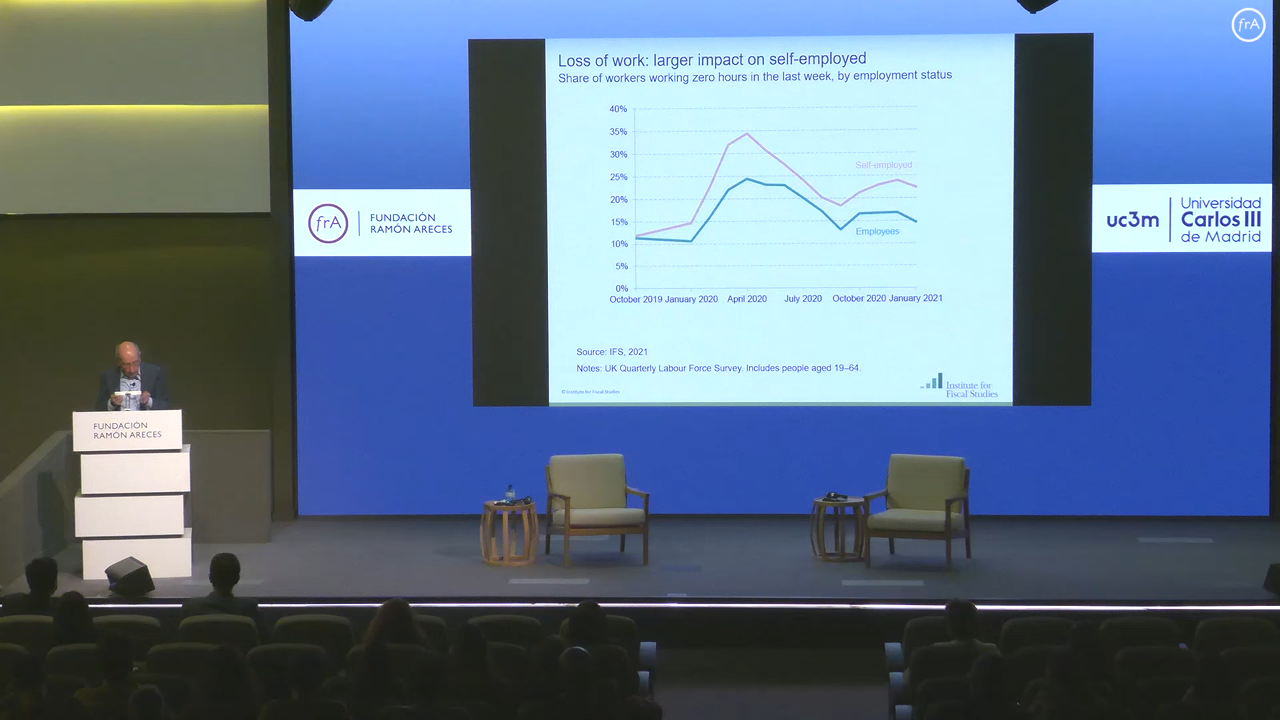 frA
Loss of work: larger impact on self-employed
Share of workers working zero hours in the last week, by employment status
40%
35%
30%
25%
20%
15%
10%
5%
0%
Self-employed
Employees
October 2019 January 2020 April 2020 July 2020 October 2020 January 2021
Source: IFS, 2021
Notes: UK Quarterly Labour Force Survey. Includes people aged 19–64.
© Institute for Fiscal Studies
Institute for
Fiscal Studies
frA
FUNDACIÓN
RAMÓN ARECES
uc3m
Universidad
Carlos III
de Madrid
FUNDACIÓN
RAMÓN ARECES